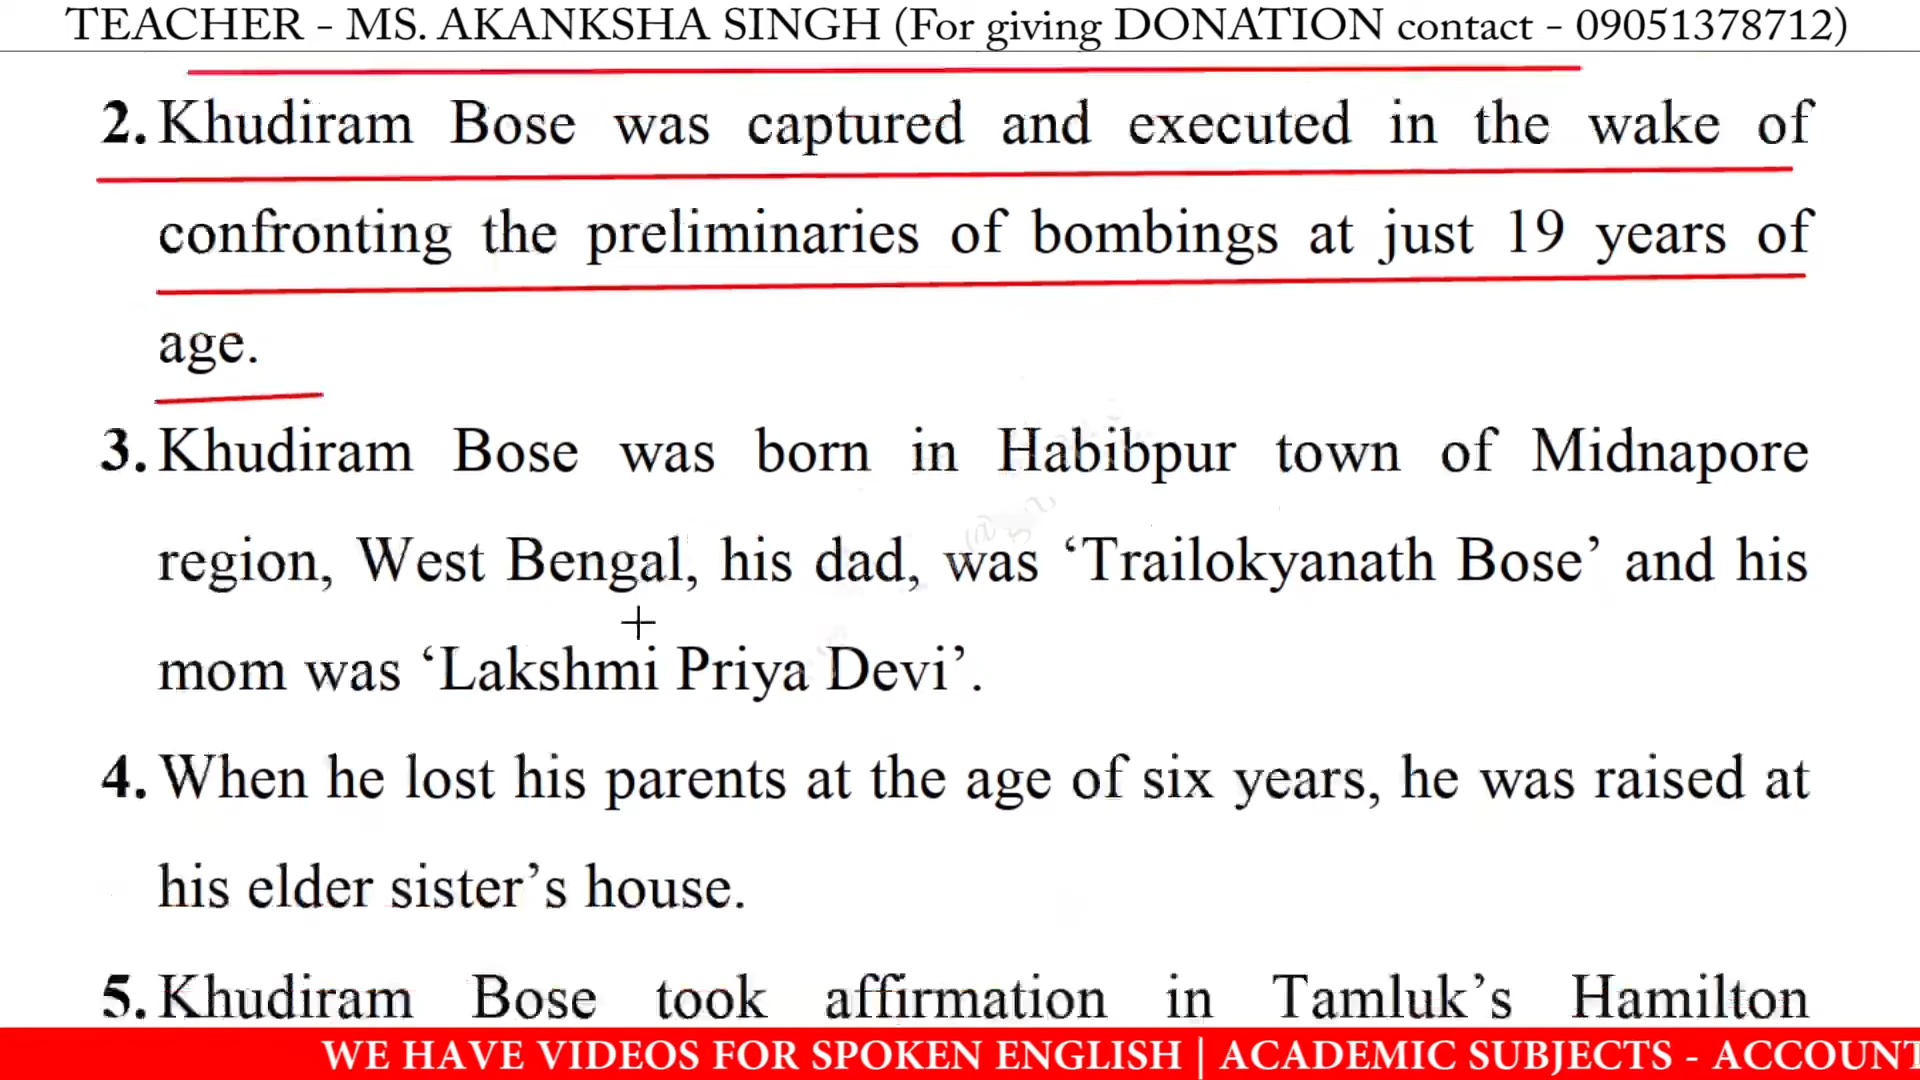 TEACHER - MS. AKANKSHA SINGH (For giving DONATION contact - 09051378712)
2. Khudiram Bose was captured and executed in the wake of
confronting the preliminaries of bombings at just 19 years of
age.
3. Khudiram Bose was born in Habibpur town of Midnapore
region, West Bengal, his dad, was ‘Trailokyanath Bose’ and his
mom was ‘Lakshmi Priya Devi’.
4. When he lost his parents at the age of six years, he was raised at
his elder sister’s house.
5. Khudiram Bose took affirmation in Tamluk’s Hamilton
WE HAVE VIDEOS FOR SPOKEN ENGLISH | ACADEMIC SUBJECTS - ACCOUNT